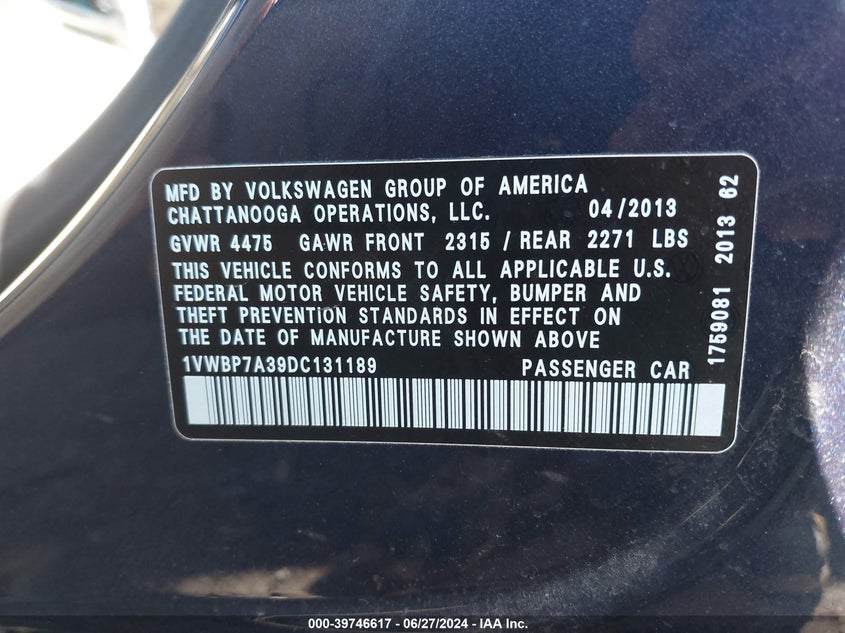 MFD BY VOLKSWAGEN GROUP OF AMERICA
CHATTANOOGA OPERATIONS, LLC. 04/2013
GVWR 4475 GAWR FRONT 2315 / REAR 2271 LBS
THIS VEHICLE CONFORMS TO ALL APPLICABLE U.S.
FEDERAL MOTOR VEHICLE SAFETY, BUMPER AND
THEFT PREVENTION STANDARDS IN EFFECT ON
THE DATE OF MANUFACTURE SHOWN ABOVE
1VWBP7A39DC131189 PASSENGER CAR
1759081 2013 62
000-39746617 - 06/27/2024 - IAA Inc.